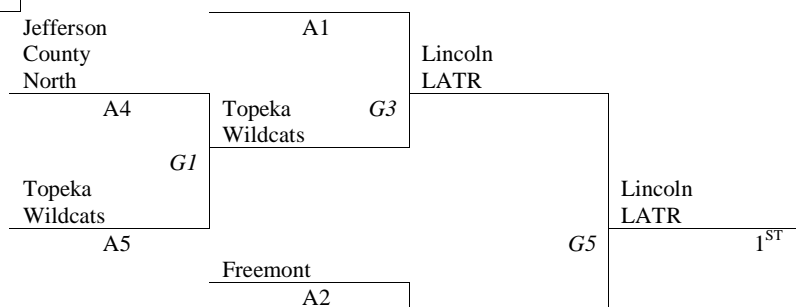 Jefferson
County
North
A1
Lincoln
LATR
A4
Topeka
Wildcats
G3
G1
Topeka
Wildcats
Lincoln
LATR
A5
G5
1ST
Freemont
A2